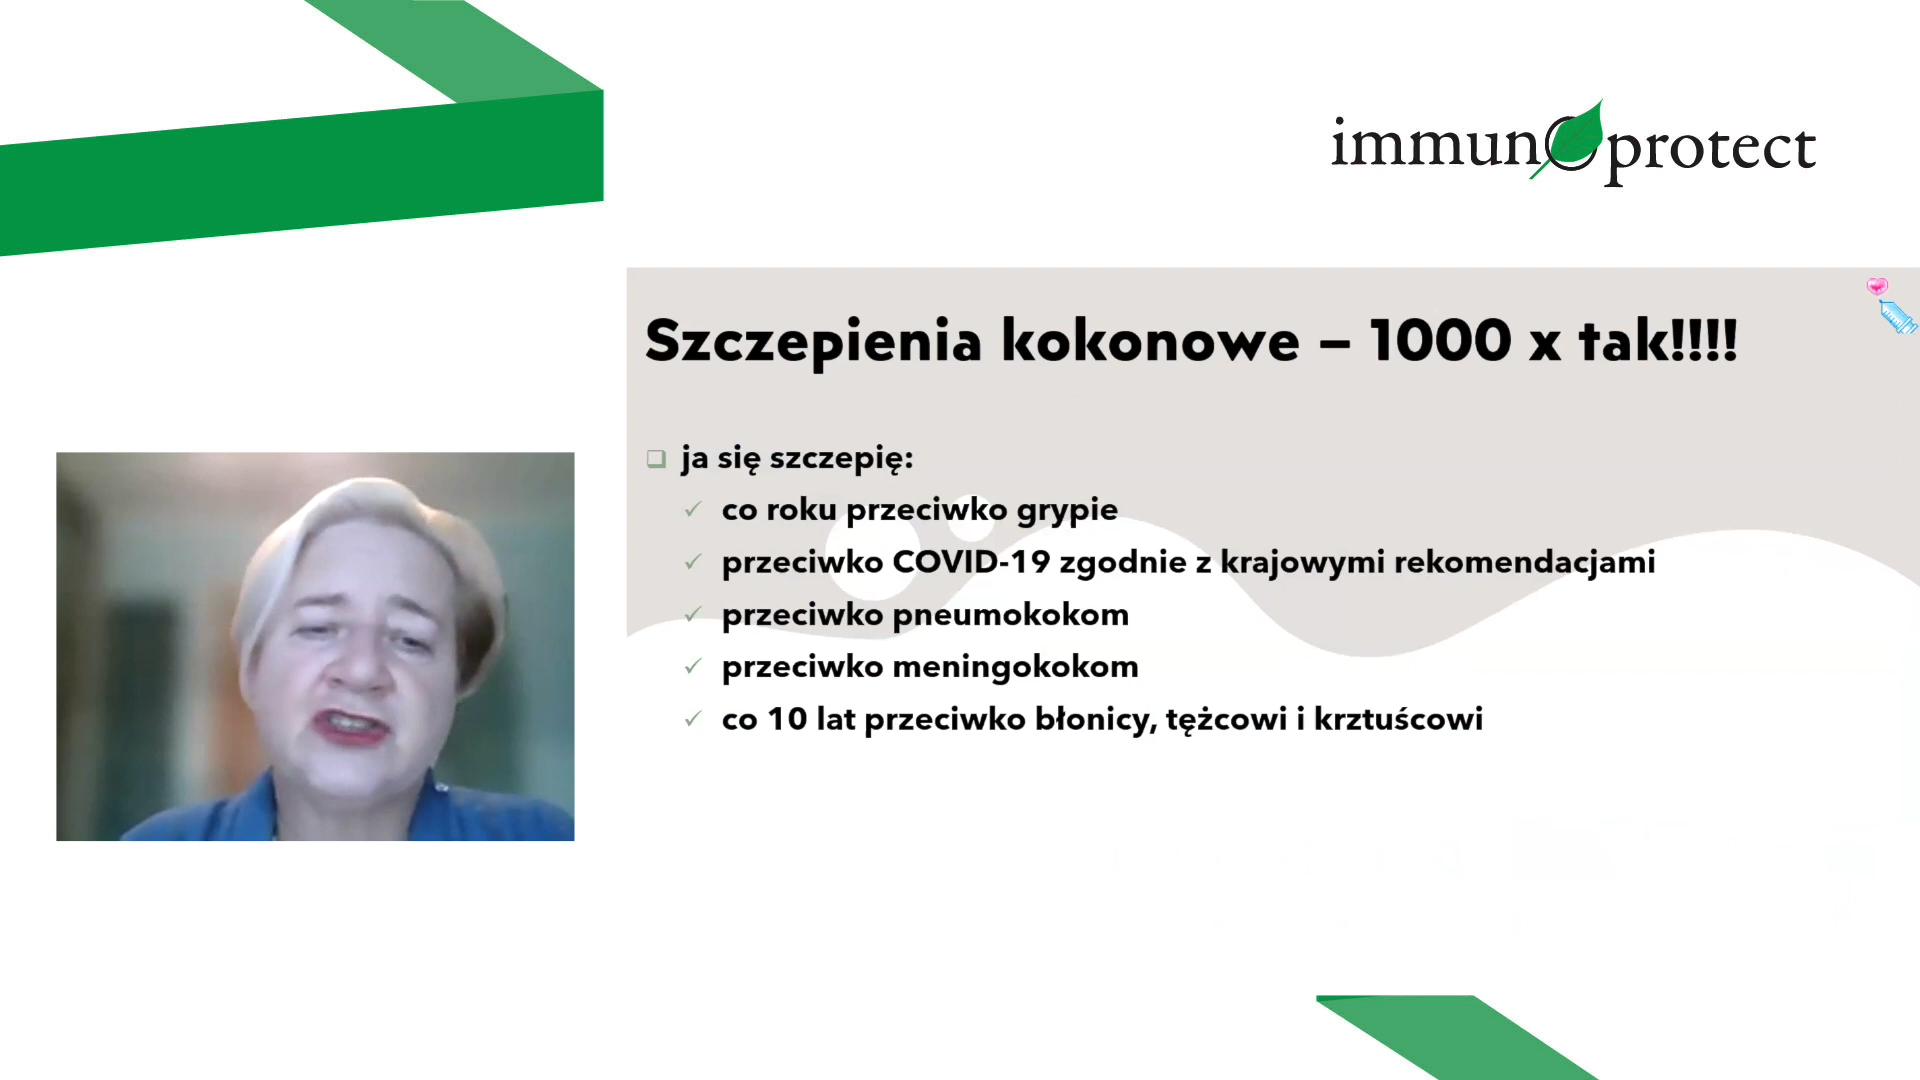 immunoprotect
Szczepienia kokonowe – 1000 x tak!!!!
ja się szczepię:
co roku przeciwko grypie
przeciwko COVID-19 zgodnie z krajowymi rekomendacjami
przeciwko pneumokokom
przeciwko meningokokom
co 10 lat przeciwko błonicy, tężcowi i krztuścowi